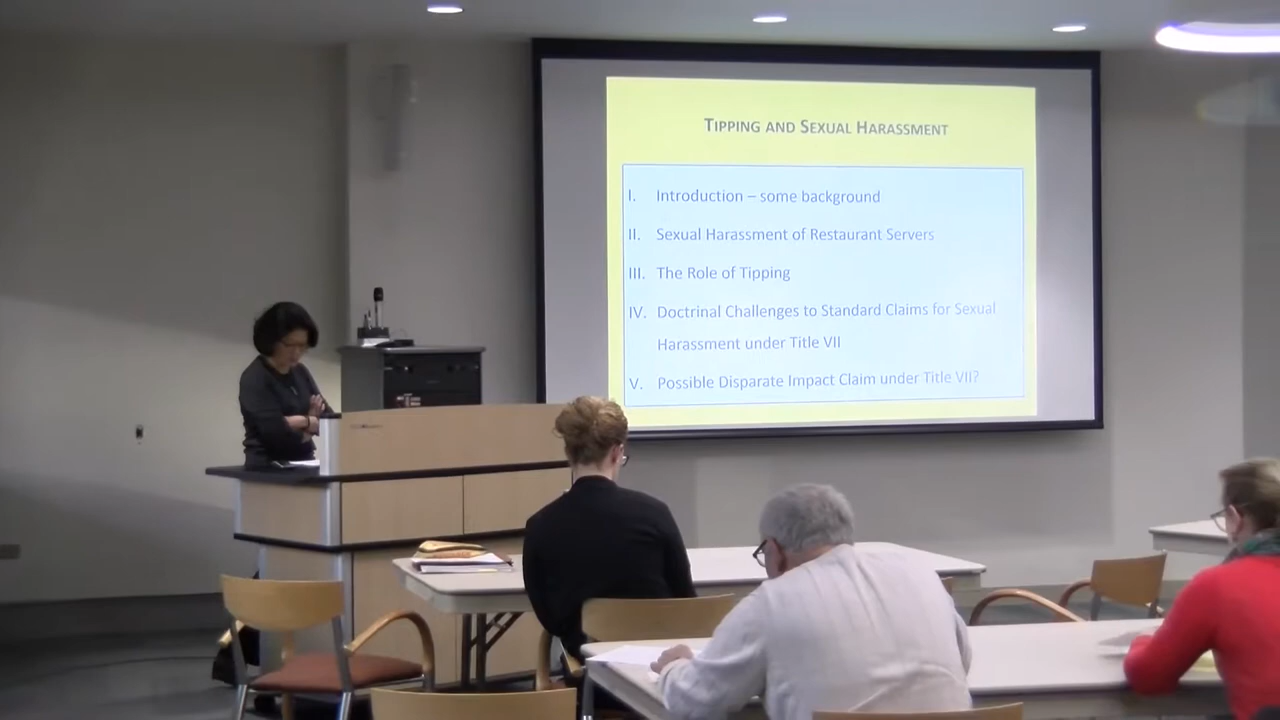 TIPPING AND SEXUAL HARASSMENT
I. Introduction – some background
II. Sexual Harassment of Restaurant Servers
III. The Role of Tipping
IV. Doctrinal Challenges to Standard Claims for Sexual
Harassment under Title VII
V. Possible Disparate Impact Claim under Title VII?